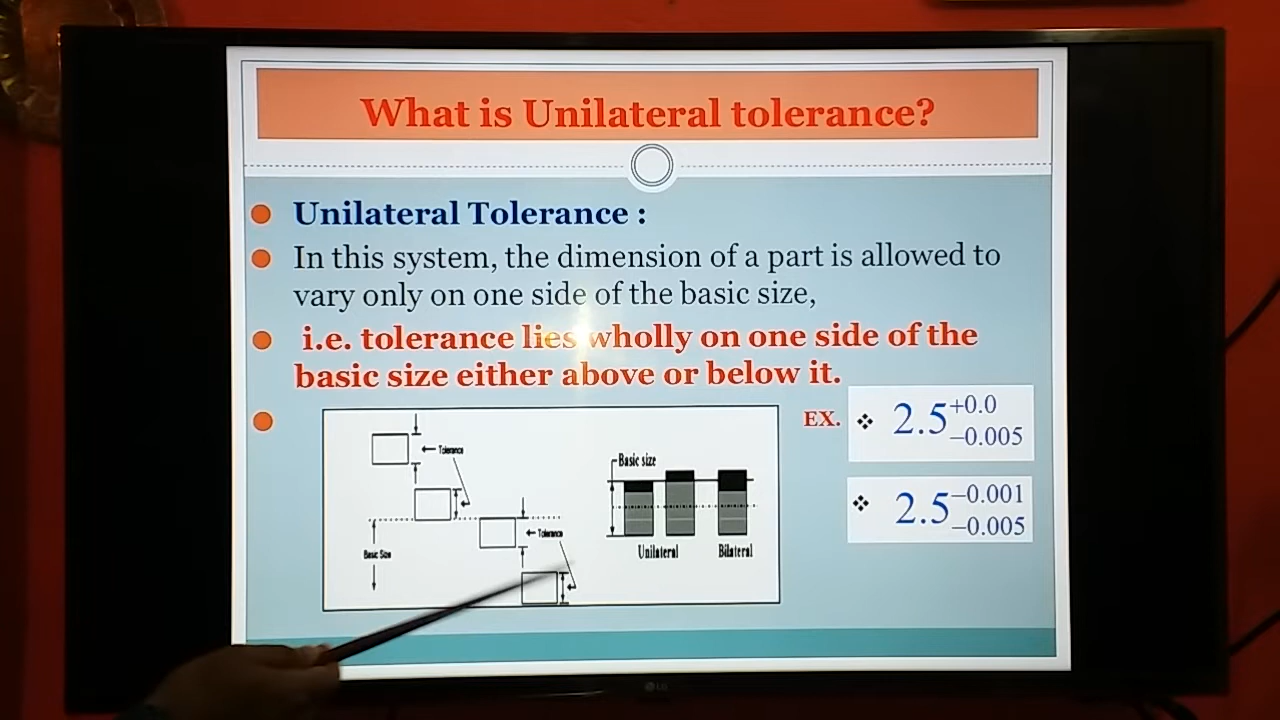 What is Unilateral tolerance?
Unilateral Tolerance :
In this system, the dimension of a part is allowed to
vary only on one side of the basic size,
i.e. tolerance lies wholly on one side of the
basic size either above or below it.
EX. ❖ 2.5 +0.0 −0.005
❖ 2.5 −0.001 −0.005
Tolerance
Basic Size
Tolerance
Basic size
Unilateral Bilateral
LG